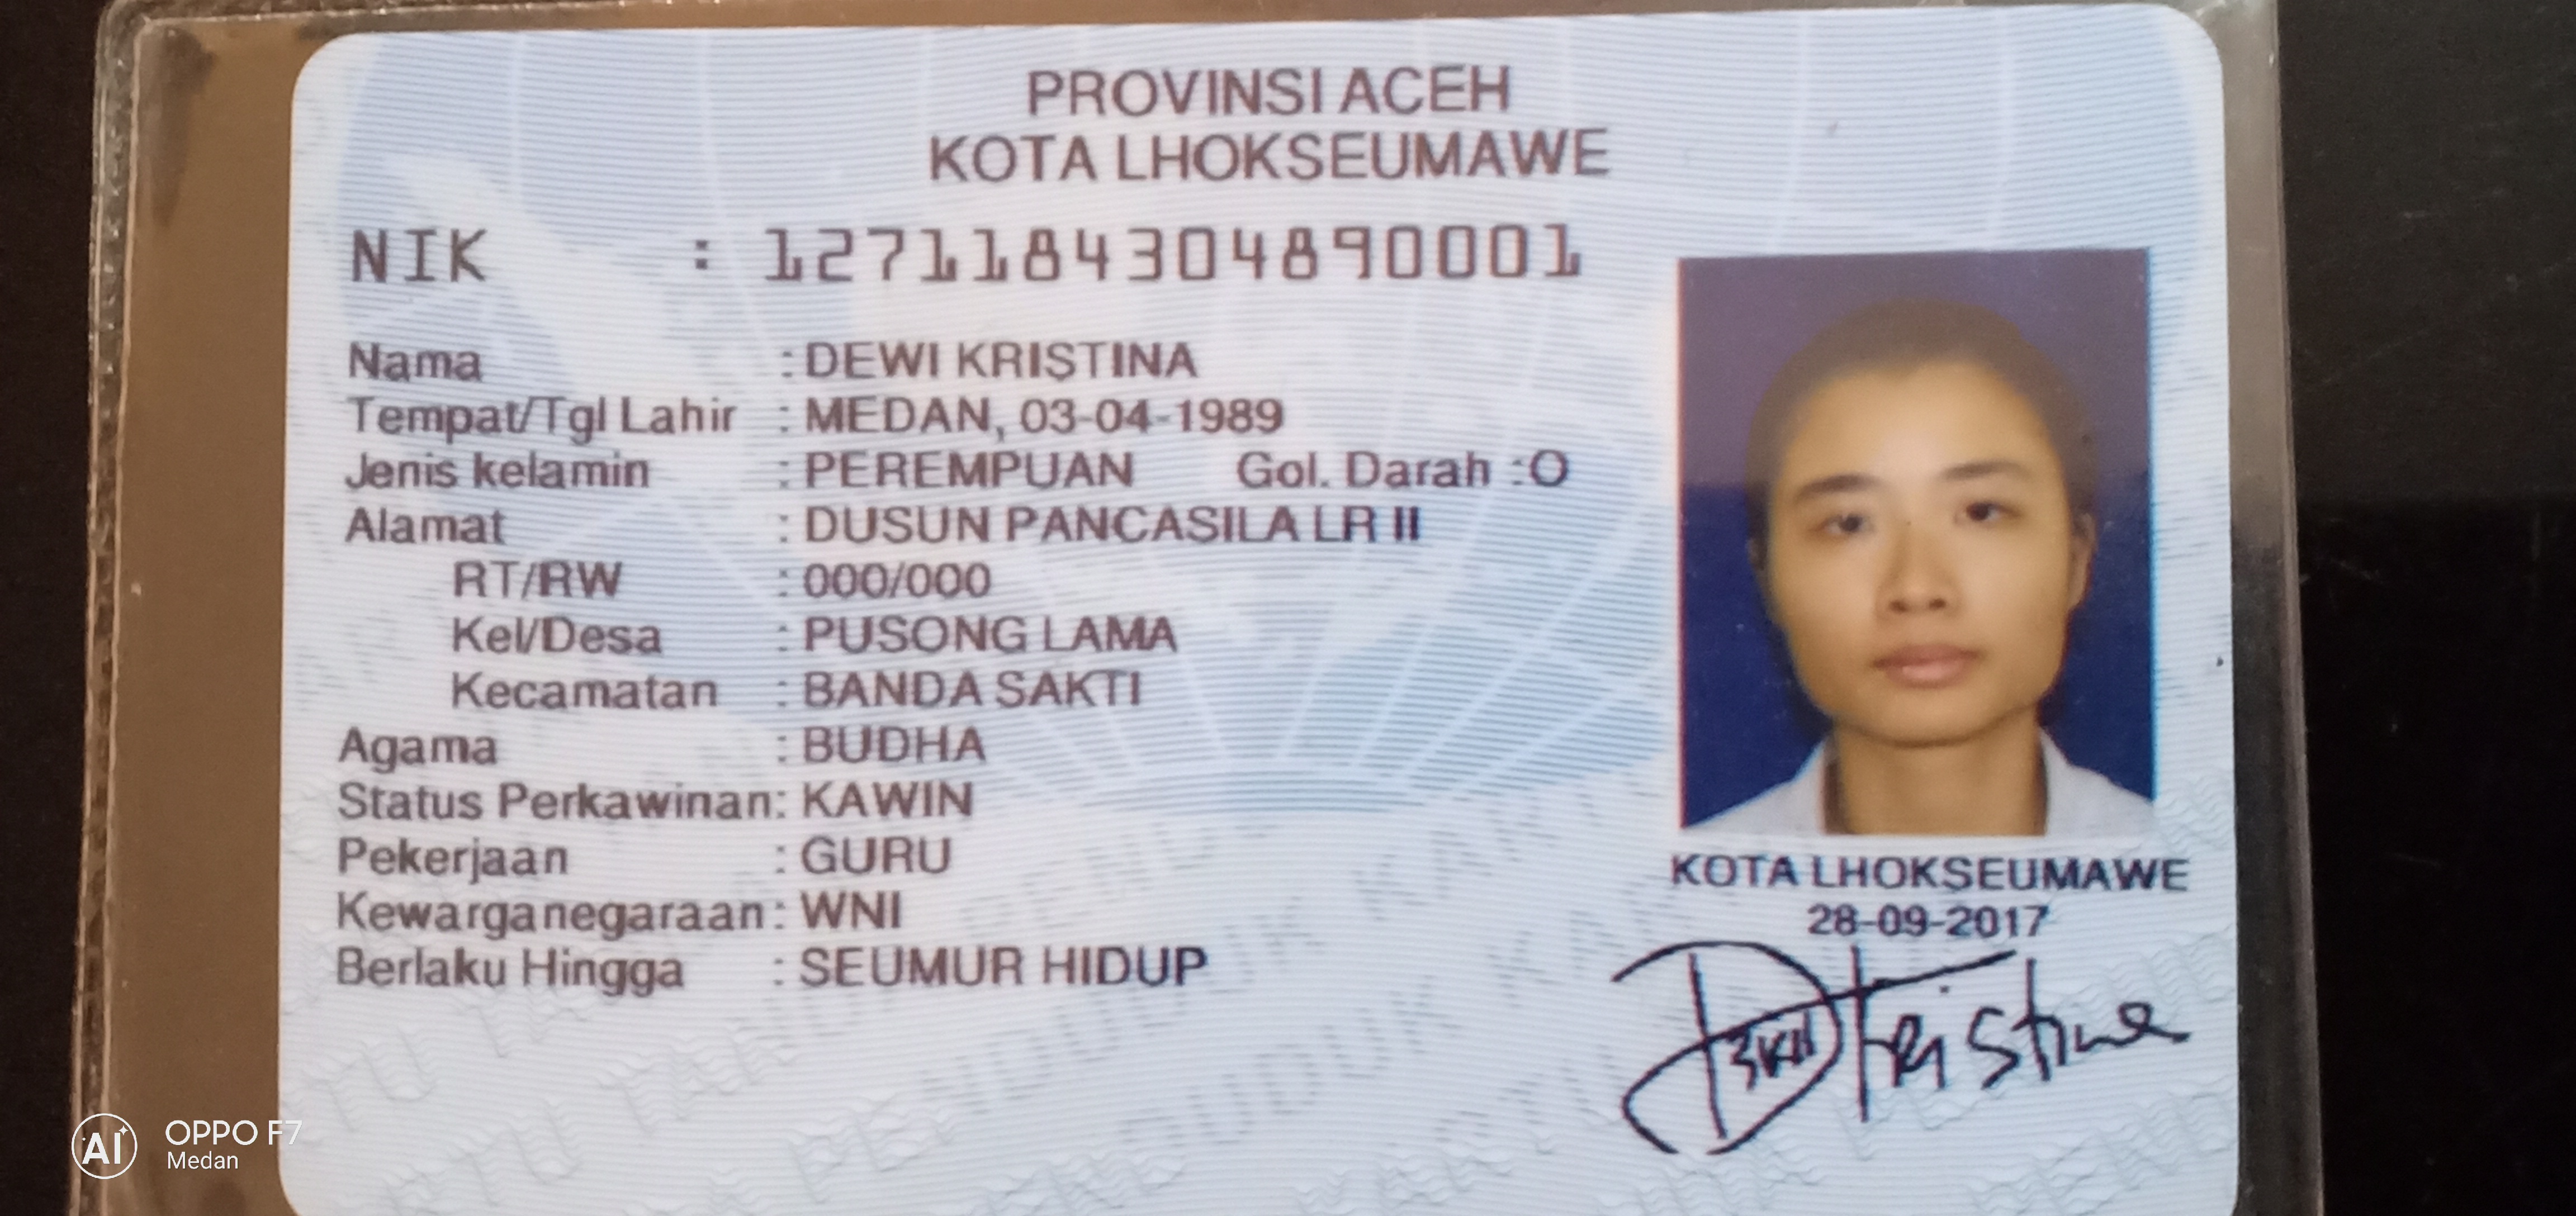 PROVINSI ACEH
KOTA LHOKSEUMAWE
NIK : 1271184304890001
Nama : DEWI KRISTINA
Tempat/Tgl Lahir : MEDAN, 03-04-1989
Jenis kelamin : PEREMPUAN Gol. Darah :O
Alamat : DUSUN PANCASILA LR II
RT/RW : 000/000
Kel/Desa : PUSONG LAMA
Kecamatan : BANDA SAKTI
Agama : BUDHA
Status Perkawinan: KAWIN
Pekerjaan : GURU
Kewarganegaraan: WNI
Berlaku Hingga : SEUMUR HIDUP
KOTA LHOKSEUMAWE
28-09-2017
AI OPPO F7
Medan